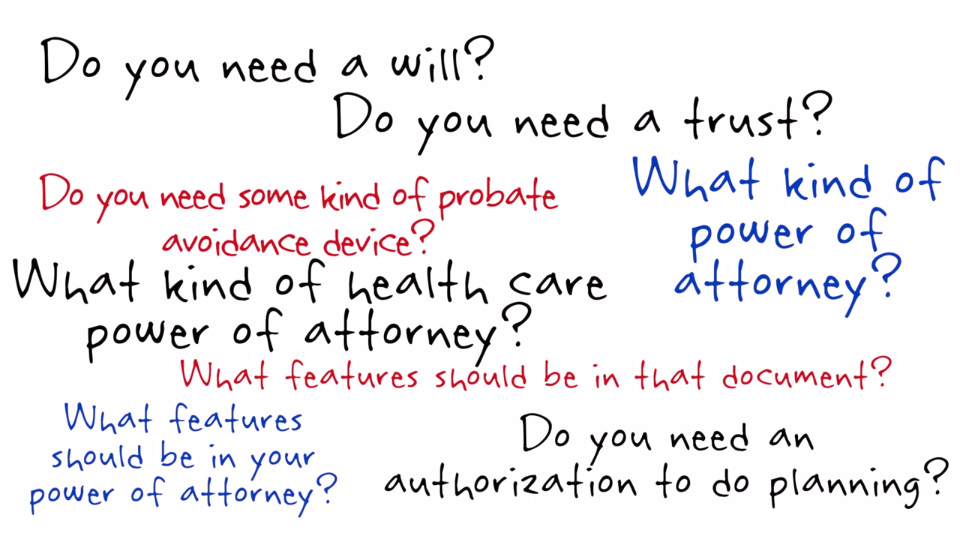 Do you need a will?
Do you need a trust?
Do you need some kind of probate
avoidance device?
What kind of
power of
attorney?
What kind of health care
power of attorney?
What features should be in that document?
What features
should be in your
power of attorney?
Do you need an
authorization to do planning?